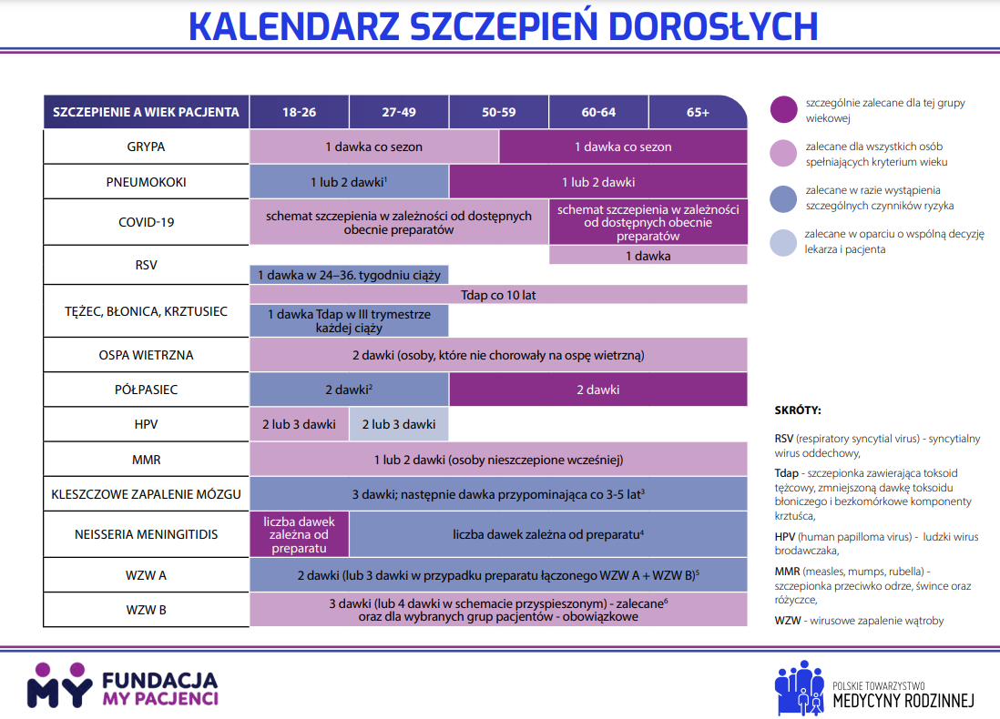 KALENDARZ SZCZEPIEŃ DOROSŁYCH
SZCZEPIENIE A WIEK PACJENTA 18-26 27-49 50-59 60-64 65+
GRYPA 1 dawka co sezon 1 dawka co sezon
PNEUMOKOKI 1 lub 2 dawki¹ 1 lub 2 dawki
COVID-19
schemat szczepienia w zależności od dostępnych
obecnie preparatów
schemat szczepienia w zależności
od dostępnych obecnie
preparatów
RSV
1 dawka
1 dawka w 24–36. tygodniu ciąży
TĘŻEC, BŁONICA, KRZTUSIEC
Tdap co 10 lat
1 dawka Tdap w III trymestrze
każdej ciąży
OSPA WIETRZNA 2 dawki (osoby, które nie chorowały na ospę wietrzną)
PÓŁPASIEC 2 dawki² 2 dawki
HPV 2 lub 3 dawki 2 lub 3 dawki
MMR 1 lub 2 dawki (osoby nieszczepione wcześniej)
KLESZCZOWE ZAPALENIE MÓZGU 3 dawki; następnie dawka przypominająca co 3-5 lat³
NEISSERIA MENINGITIDIS
liczba dawek
zależna od
preparatu
liczba dawek zależna od preparatu⁴
WZW A 2 dawki (lub 3 dawki w przypadku preparatu łączonego WZW A + WZW B)⁵
WZW B
3 dawki (lub 4 dawki w schemacie przyspieszonym) - zalecane⁶
oraz dla wybranych grup pacjentów - obowiązkowe
szczególnie zalecane dla tej grupy
wiekowej
zalecane dla wszystkich osób
spełniających kryterium wieku
zalecane w razie wystąpienia
szczególnych czynników ryzyka
zalecane w oparciu o wspólną decyzję
lekarza i pacjenta
SKRÓTY:
RSV (respiratory syncytial virus) - syncytialny
wirus oddechowy,
Tdap - szczepionka zawierająca toksoid
tężcowy, zmniejszoną dawkę toksoidu
błoniczego i bezkomórkowe komponenty
krztuśca,
HPV (human papilloma virus) - ludzki wirus
brodawczaka,
MMR (measles, mumps, rubella) -
szczepionka przeciwko odrze, śwince oraz
różyczce,
WZW - wirusowe zapalenie wątroby
MY FUNDACJA
MY PACJENCI
POLSKIE TOWARZYSTWO
MEDYCYNY RODZINNEJ